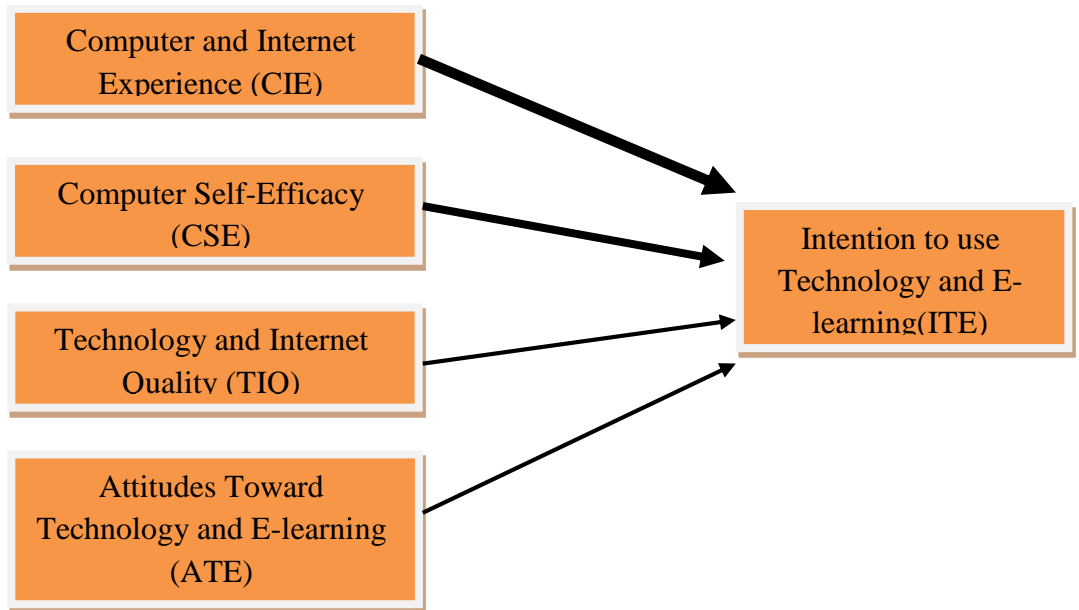 Computer and Internet
Experience (CIE)
Computer Self-Efficacy
(CSE)
Technology and Internet
Quality (TIQ)
Attitudes Toward
Technology and E-learning
(ATE)
Intention to use
Technology and E-
learning(ITE)